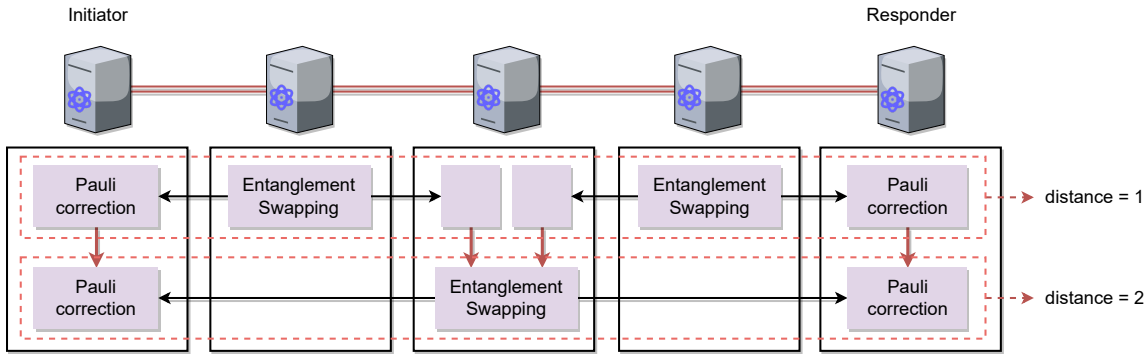 Initiator
Responder
Pauli
correction
Entanglement
Swapping
Entanglement
Swapping
Pauli
correction
distance = 1
Pauli
correction
Entanglement
Swapping
Pauli
correction
distance = 2